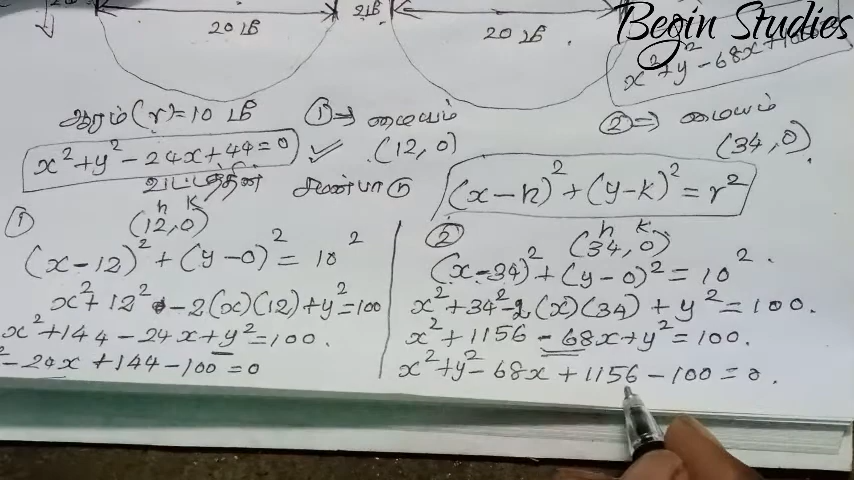 Begin Studies
20 மீ
2மீ
20 மீ.
x²+y²-68x+
ஆரம் (r)=10 மீ
① ⇒ மையம்
(12,0)
② ⇒ மையம்
(34,0).
x²+y²-24x+44=0
வட்டத்தின் சமன்பாடு
(x-h)²+(y-k)²=r²
①
h k
(12,0)
(x-12)²+(y-0)²=10²
x²+12²-2(x)(12)+y²=100
x²+144-24x+y²=100.
-24x+144-100=0
②
h k
(34,0)
(x-34)²+(y-0)²=10².
x²+34²-2(x)(34)+y²=100.
x²+1156-68x+y²=100.
x²+y²-68x+1156-100=0.